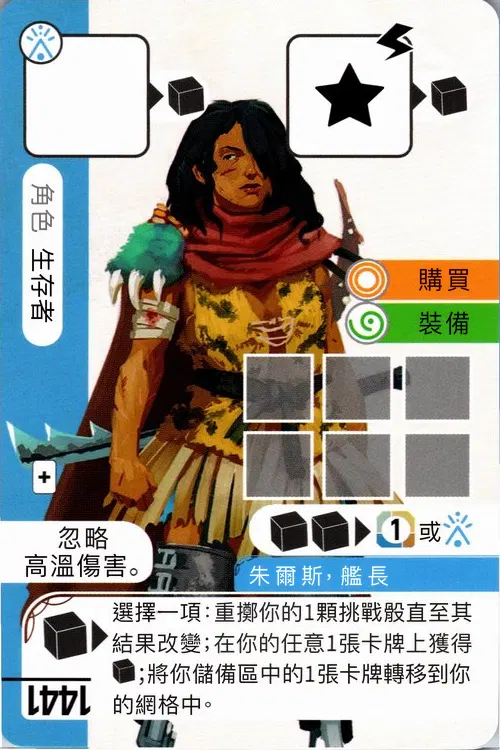 角色 生存者
購買
裝備
+
1 或
忽略
高溫傷害。
朱爾斯, 艦長
選擇一項:重擲你的1顆挑戰骰直至其
結果改變;在你的任意1張卡牌上獲得
;將你儲備區中的1張卡牌轉移到你
的網格中。
1441